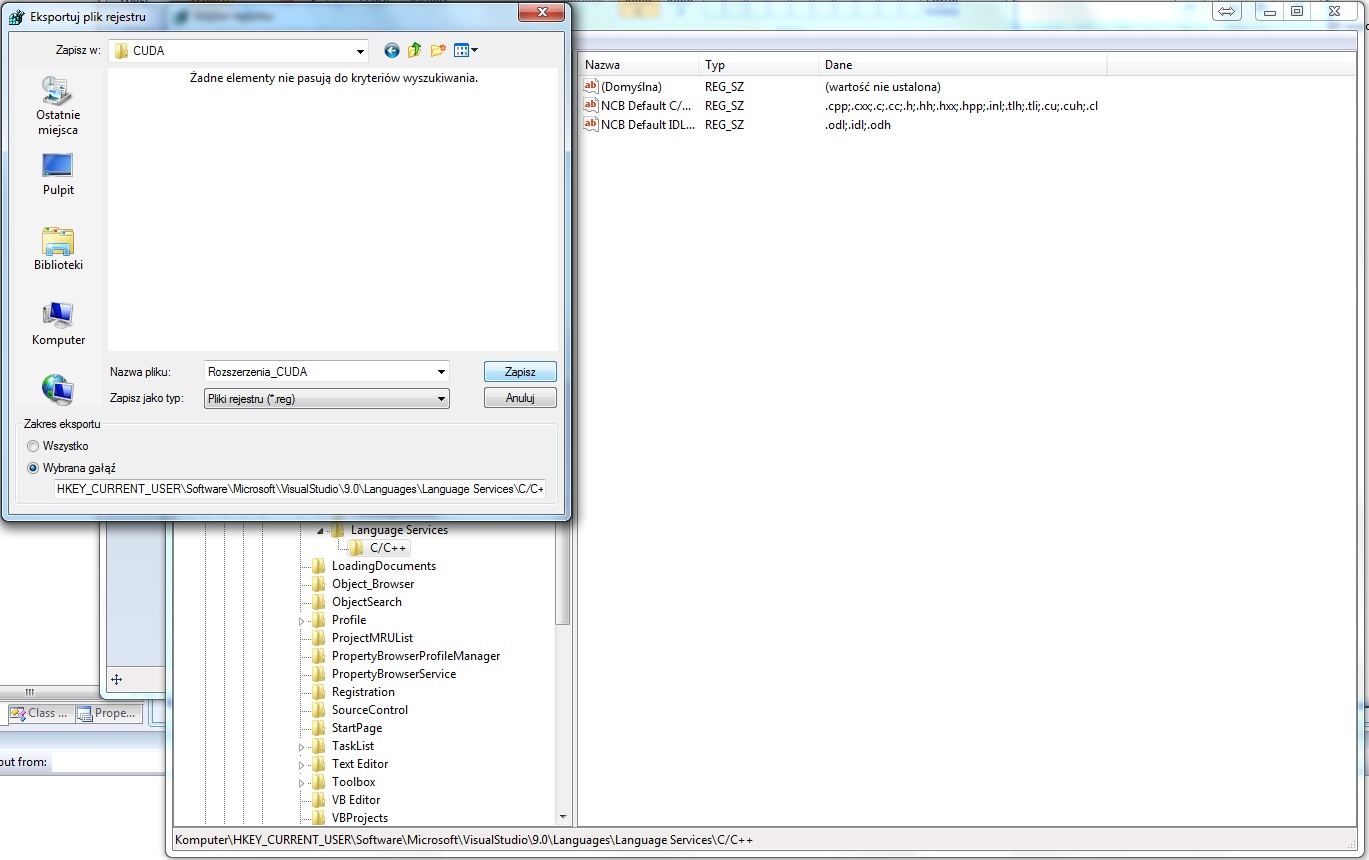 Eksportuj plik rejestru
Zapisz w:
CUDA
Żadne elementy nie pasują do kryteriów wyszukiwania.
Ostatnie
miejsca
Pulpit
Biblioteki
Komputer
Nazwa pliku:
Rozszerzenia_CUDA
Zapisz
Zapisz jako typ:
Pliki rejestru (*.reg)
Anuluj
Zakres eksportu
Wszystko
Wybrana gałąź
HKEY_CURRENT_USER\Software\Microsoft\VisualStudio\9.0\Languages\Language Services\C/C+
Nazwa Typ Dane
(Domyślna) REG_SZ (wartość nie ustalona)
NCB Default C/... REG_SZ .cpp;.cxx;.c;.cc;.h;.hh;.hxx;.hpp;.inl;.tlh;.tli;.cu;.cuh;.cl
NCB Default IDL... REG_SZ .odl;.idl;.odh
Language Services
C/C++
LoadingDocuments
Object_Browser
ObjectSearch
Profile
ProjectMRUList
PropertyBrowserProfileManager
PropertyBrowserService
Registration
SourceControl
StartPage
TaskList
Text Editor
Toolbox
VB Editor
VBProjects
Class ...
Prope...
out from:
Komputer\HKEY_CURRENT_USER\Software\Microsoft\VisualStudio\9.0\Languages\Language Services\C/C++